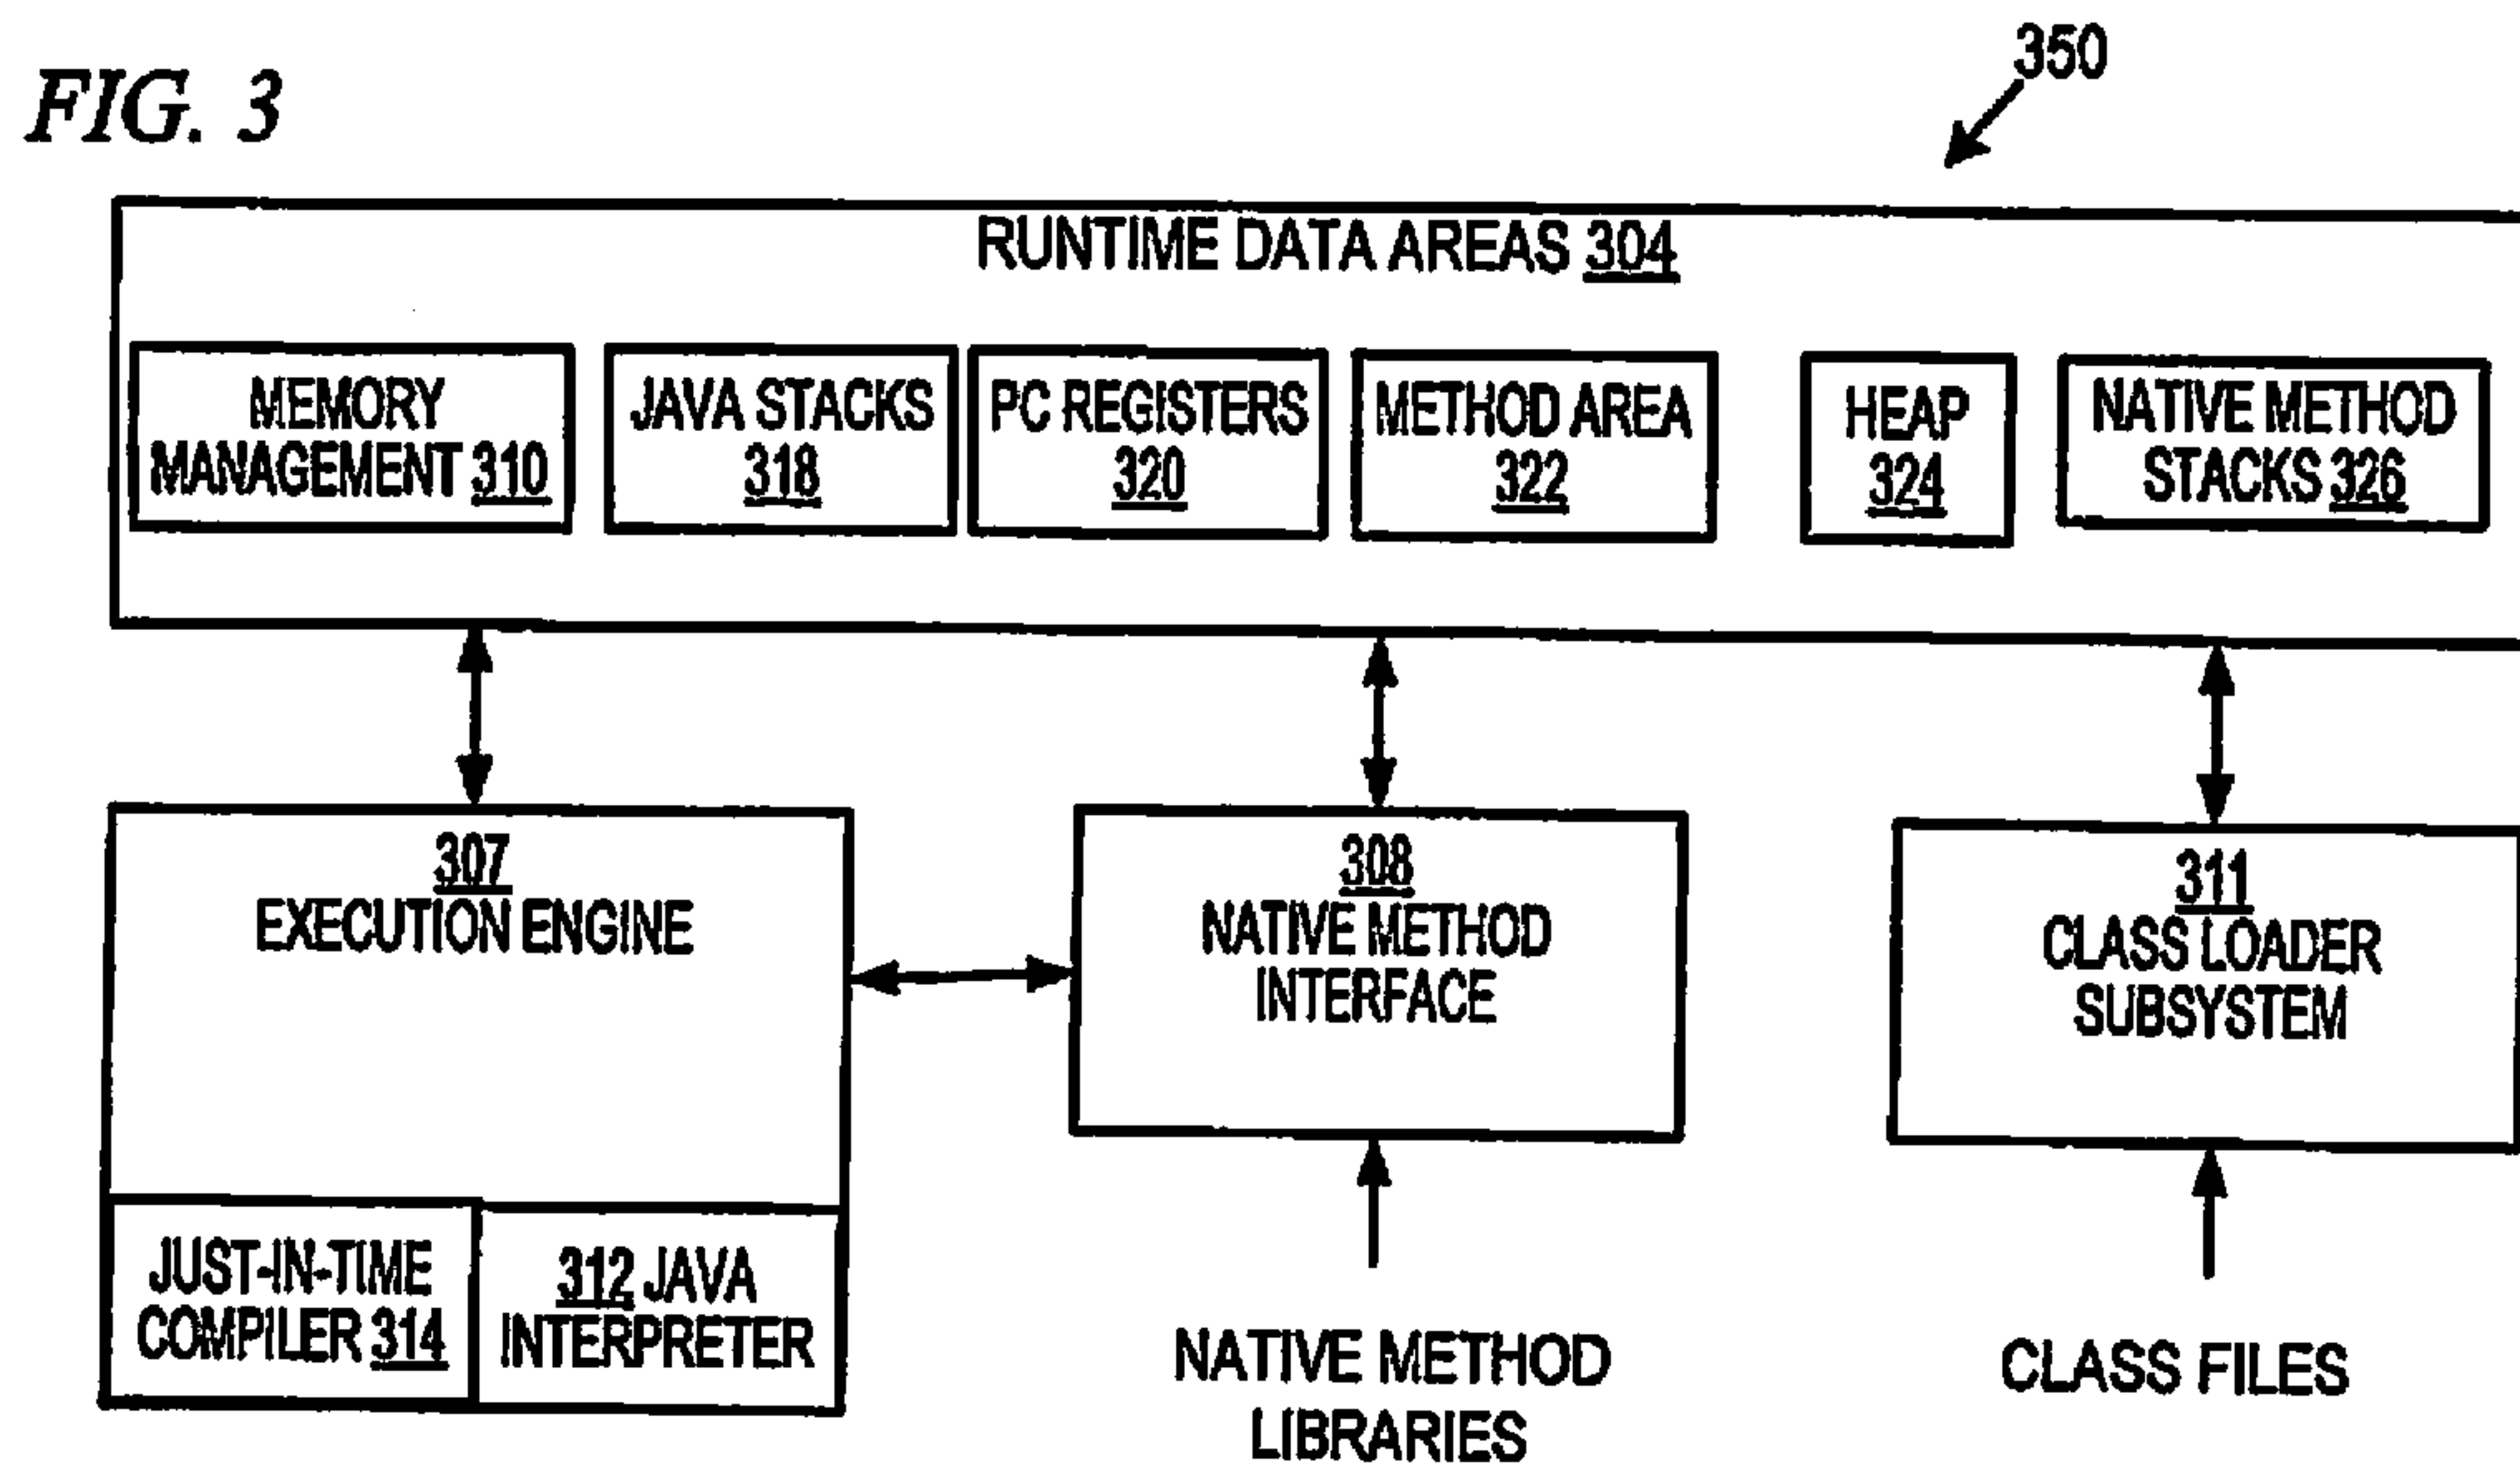 FIG. 3
350
RUNTIME DATA AREAS 304
MEMORY
MANAGEMENT 310
JAVA STACKS
318
PC REGISTERS
320
METHOD AREA
322
HEAP
324
NATIVE METHOD
STACKS 326
307
EXECUTION ENGINE
308
NATIVE METHOD
INTERFACE
311
CLASS LOADER
SUBSYSTEM
JUST-IN-TIME
COMPILER 314
312 JAVA
INTERPRETER
NATIVE METHOD
LIBRARIES
CLASS FILES